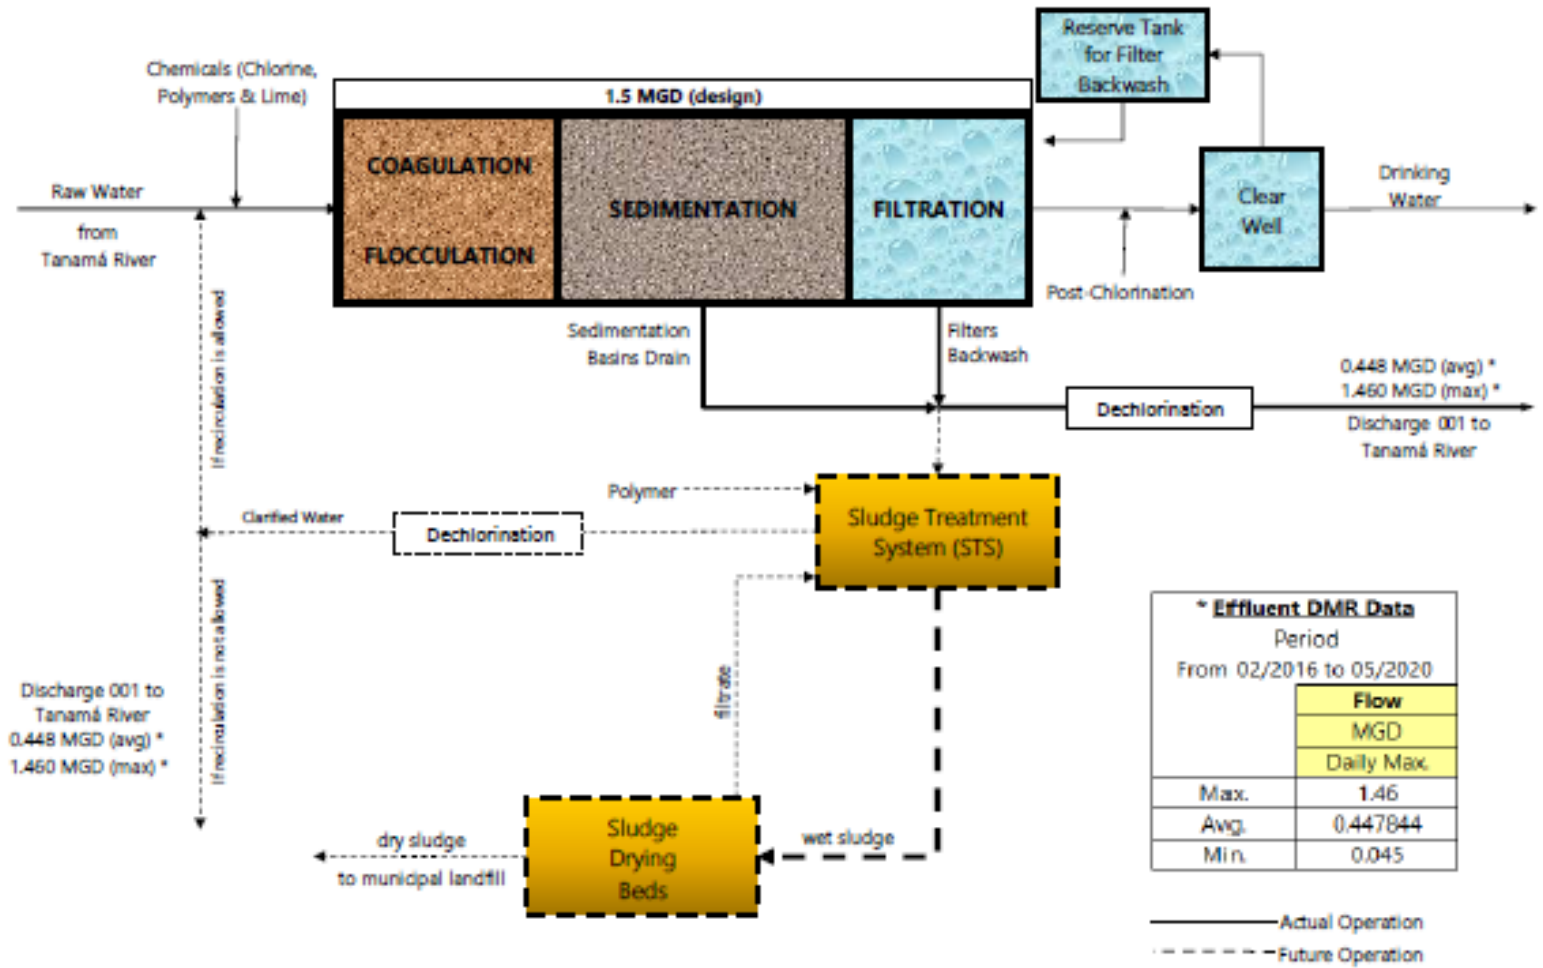 Reserve Tank
for Filter
Backwash
Chemicals (Chlorine,
Polymers & Lime)
1.5 MGD (design)
COAGULATION
FLOCCULATION
SEDIMENTATION
FILTRATION
Raw Water
from
Tanamá River
Clear
Well
Drinking
Water
Post-Chlorination
Sedimentation
Basins Drain
Filters
Backwash
If recirculation is allowed
0.448 MGD (avg) *
1.460 MGD (max) *
Dechlorination
Discharge 001 to
Tanamá River
Polymer
Sludge Treatment
System (STS)
Clarified Water
Dechlorination
If recirculation is not allowed
filtrate
Discharge 001 to
Tanamá River
0.448 MGD (avg) *
1.460 MGD (max) *
* Effluent DMR Data
Period
From 02/2016 to 05/2020
Flow
MGD
Dailly Max.
Max. 1.46
Avg. 0.447844
Min. 0.045
Sludge
Drying
Beds
wet sludge
dry sludge
to municipal landfill
Actual Operation
Future Operation